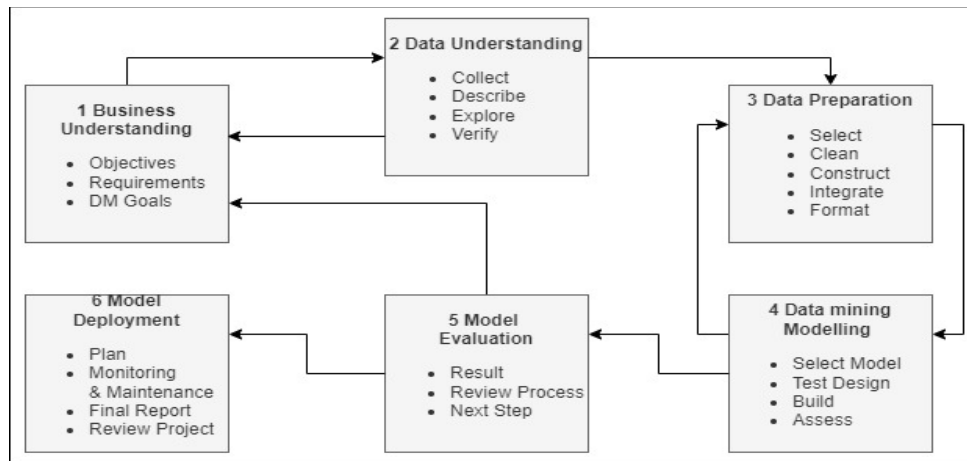 1 Business
Understanding
• Objectives
• Requirements
• DM Goals
2 Data Understanding
• Collect
• Describe
• Explore
• Verify
3 Data Preparation
• Select
• Clean
• Construct
• Integrate
• Format
4 Data mining
Modelling
• Select Model
• Test Design
• Build
• Assess
5 Model
Evaluation
• Result
• Review Process
• Next Step
6 Model
Deployment
• Plan
• Monitoring
& Maintenance
• Final Report
• Review Project